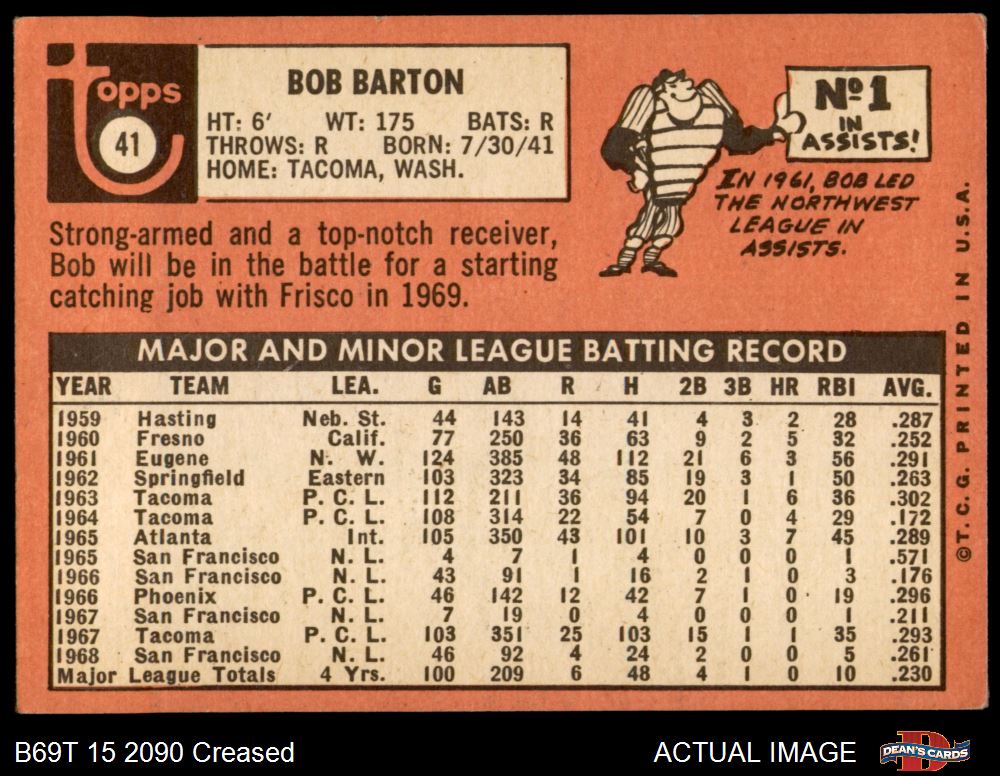 topps
41
BOB BARTON
HT: 6' WT: 175 BATS: R
THROWS: R BORN: 7/30/41
HOME: TACOMA, WASH.
Strong-armed and a top-notch receiver,
Bob will be in the battle for a starting
catching job with Frisco in 1969.
Nº1
IN
ASSISTS!
IN 1961, BOB LED
THE NORTHWEST
LEAGUE IN
ASSISTS.
MAJOR AND MINOR LEAGUE BATTING RECORD
YEAR TEAM LEA. G AB R H 2B 3B HR RBI AVG.
1959 Hasting Neb. St. 44 143 14 41 4 3 2 28 .287
1960 Fresno Calif. 77 250 36 63 9 2 5 32 .252
1961 Eugene N. W. 124 385 48 112 21 6 3 56 .291
1962 Springfield Eastern 103 323 34 85 19 3 1 50 .263
1963 Tacoma P. C. L. 112 211 36 94 20 1 6 36 .302
1964 Tacoma P. C. L. 108 314 22 54 7 0 4 29 .172
1965 Atlanta Int. 105 350 43 101 10 3 7 45 .289
1965 San Francisco N. L. 4 7 1 4 0 0 0 1 .571
1966 San Francisco N. L. 43 91 1 16 2 1 0 3 .176
1966 Phoenix P. C. L. 46 142 12 42 7 1 0 19 .296
1967 San Francisco N. L. 7 19 0 4 0 0 0 1 .211
1967 Tacoma P. C. L. 103 351 25 103 15 1 1 35 .293
1968 San Francisco N. L. 46 92 4 24 2 0 0 5 .261
Major League Totals 4 Yrs. 100 209 6 48 4 1 0 10 .230
©T. C. G. PRINTED IN U.S.A.
B69T 15 2090 Creased
ACTUAL IMAGE
D
DEAN'S CARDS